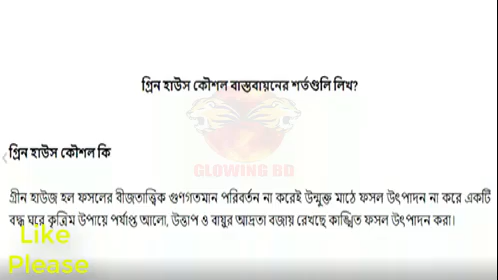 গ্রিন হাউস কৌশল বাস্তবায়নের শর্তগুলি লিখ?
GLOWING BD
গ্রিন হাউস কৌশল কি
গ্রীন হাউজ হল ফসলের বীজতাত্ত্বিক গুণগতমান পরিবর্তন না করেই উন্মুক্ত মাঠে ফসল উৎপাদন না করে একটি
বদ্ধ ঘরে কৃত্রিম উপায়ে পর্যাপ্ত আলো, উত্তাপ ও বায়ুর আদ্রতা বজায় রেখছে কাঙ্খিত ফসল উৎপাদন করা।
Like
Please